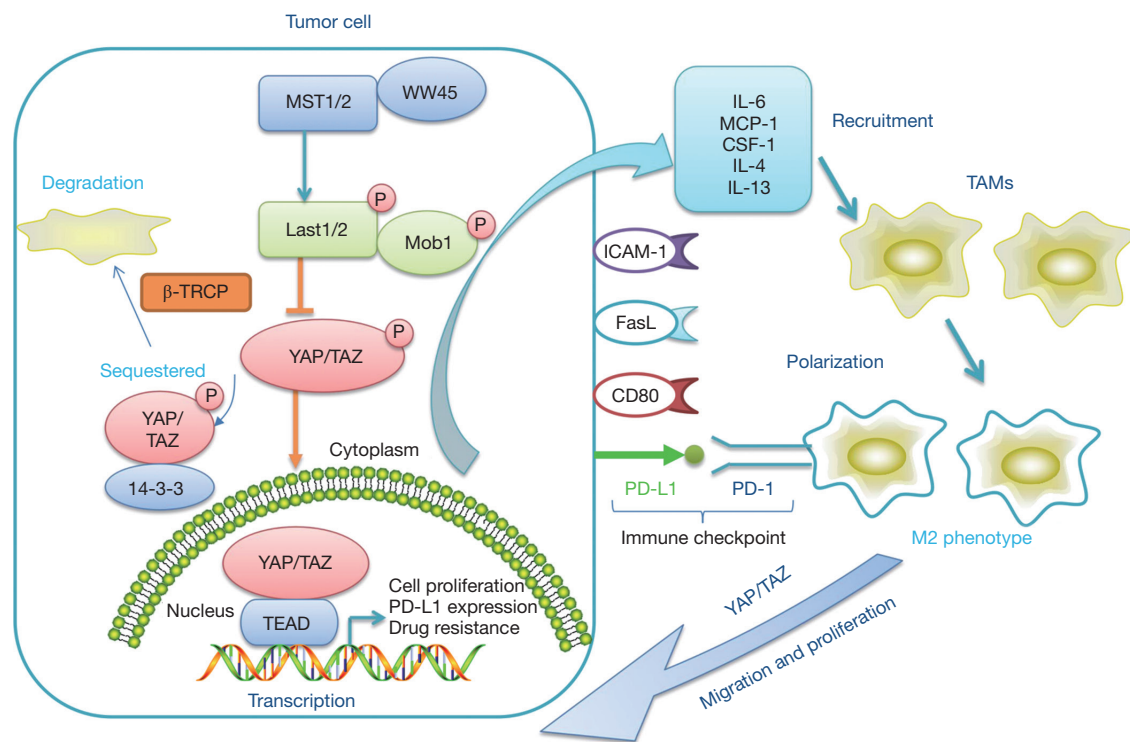 Tumor cell
MST1/2
WW45
P
Last1/2
P
Mob1
Degradation
β-TRCP
P
YAP/TAZ
Sequestered
P
YAP/
TAZ
14-3-3
Cytoplasm
YAP/TAZ
Nucleus
TEAD
Cell proliferation
PD-L1 expression
Drug resistance
Transcription
IL-6
MCP-1
CSF-1
IL-4
IL-13
Recruitment
TAMs
ICAM-1
FasL
CD80
Polarization
PD-L1
PD-1
Immune checkpoint
M2 phenotype
YAP/TAZ
Migration and proliferation